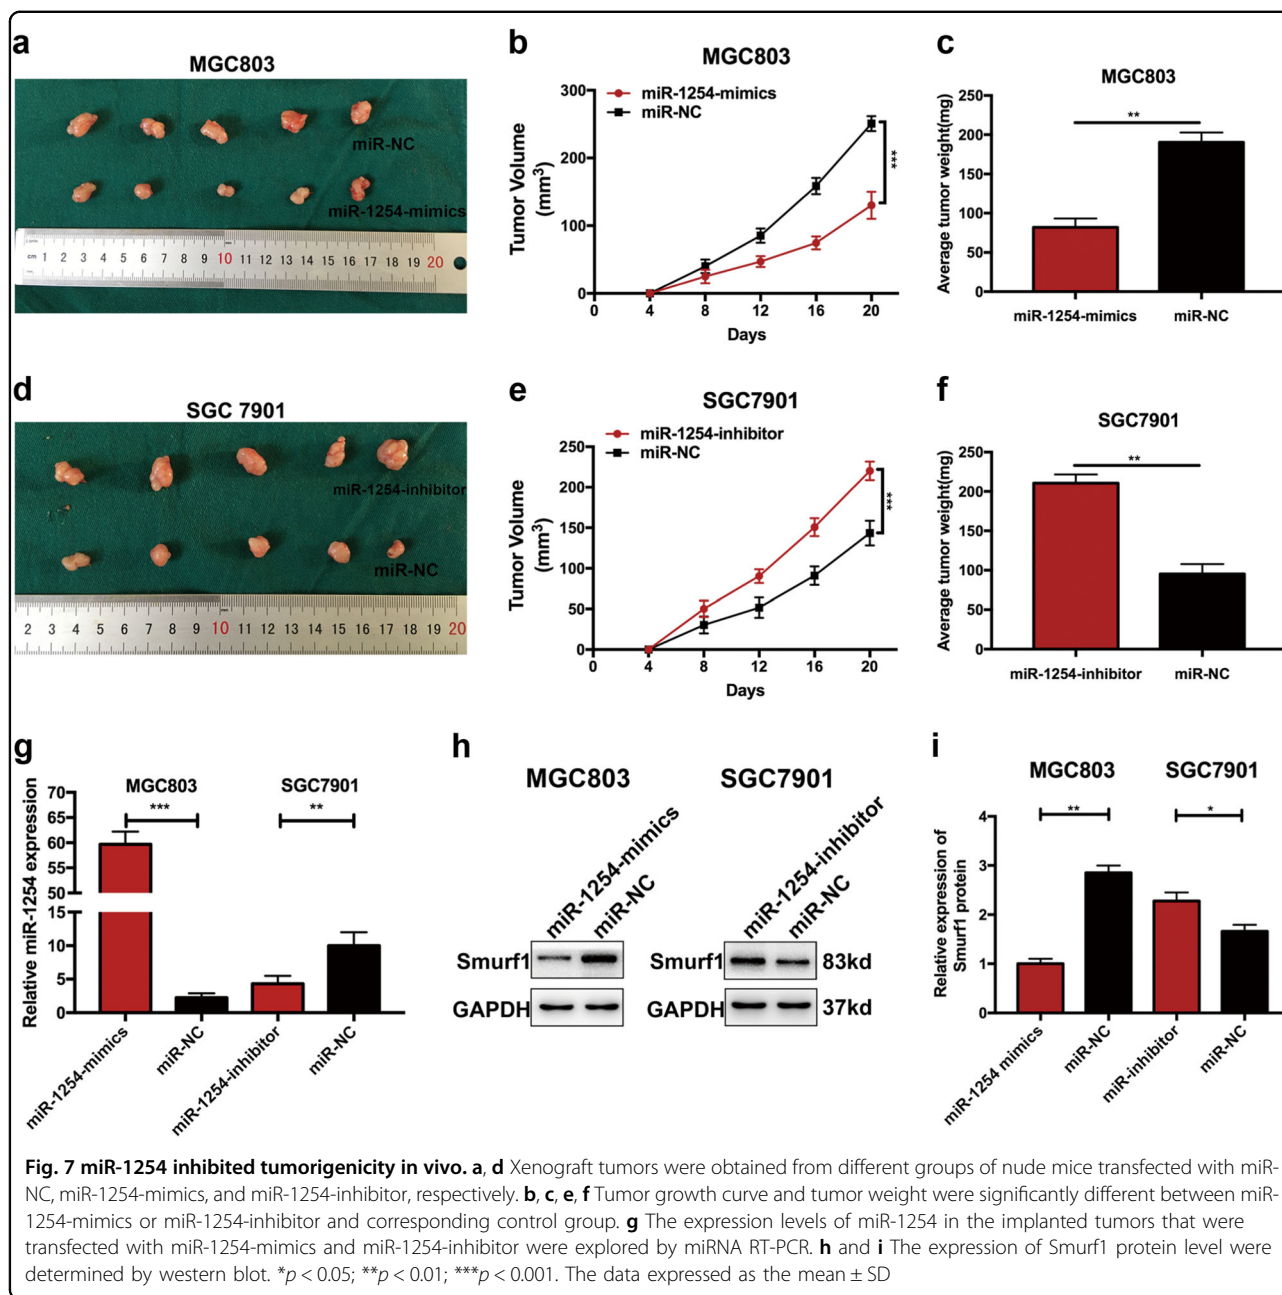 a
MGC803
miR-NC
miR-1254-mimics
cm 1 2 3 4 5 6 7 8 9 10 11 12 13 14 15 16 17 18 19 20
b
MGC803
miR-1254-mimics
miR-NC
Tumor Volume
(mm³)
300
200
100
0
0 4 8 12 16 20
Days
***
c
MGC803
Average tumor weight(mg)
250
200
150
100
50
0
**
miR-1254-mimics miR-NC
d
SGC 7901
miR-1254-inhibitor
miR-NC
2 3 4 5 6 7 8 9 10 11 12 13 14 15 16 17 18 19 20
e
SGC7901
miR-1254-inhibitor
miR-NC
Tumor Volume
(mm³)
250
200
150
100
50
0
0 4 8 12 16 20
Days
***
f
SGC7901
Average tumor weight(mg)
250
200
150
100
50
0
**
miR-1254-inhibitor miR-NC
g
MGC803 SGC7901
Relative miR-1254 expression
70
65
60
55
50
15
10
5
0
*** **
miR-1254-mimics
miR-NC
miR-1254-inhibitor
miR-NC
h
MGC803 SGC7901
miR-1254-mimics
miR-NC
miR-1254-inhibitor
miR-NC
Smurf1 Smurf1 83kd
GAPDH GAPDH 37kd
i
MGC803 SGC7901
Relative expression of
Smurf1 protein
4
3
2
1
0
** *
miR-1254 mimics
miR-NC
miR-inhibitor
miR-NC
Fig. 7 miR-1254 inhibited tumorigenicity in vivo. a, d Xenograft tumors were obtained from different groups of nude mice transfected with miR-
NC, miR-1254-mimics, and miR-1254-inhibitor, respectively. b, c, e, f Tumor growth curve and tumor weight were significantly different between miR-
1254-mimics or miR-1254-inhibitor and corresponding control group. g The expression levels of miR-1254 in the implanted tumors that were
transfected with miR-1254-mimics and miR-1254-inhibitor were explored by miRNA RT-PCR. h and i The expression of Smurf1 protein level were
determined by western blot. *p < 0.05; **p < 0.01; ***p < 0.001. The data expressed as the mean ± SD